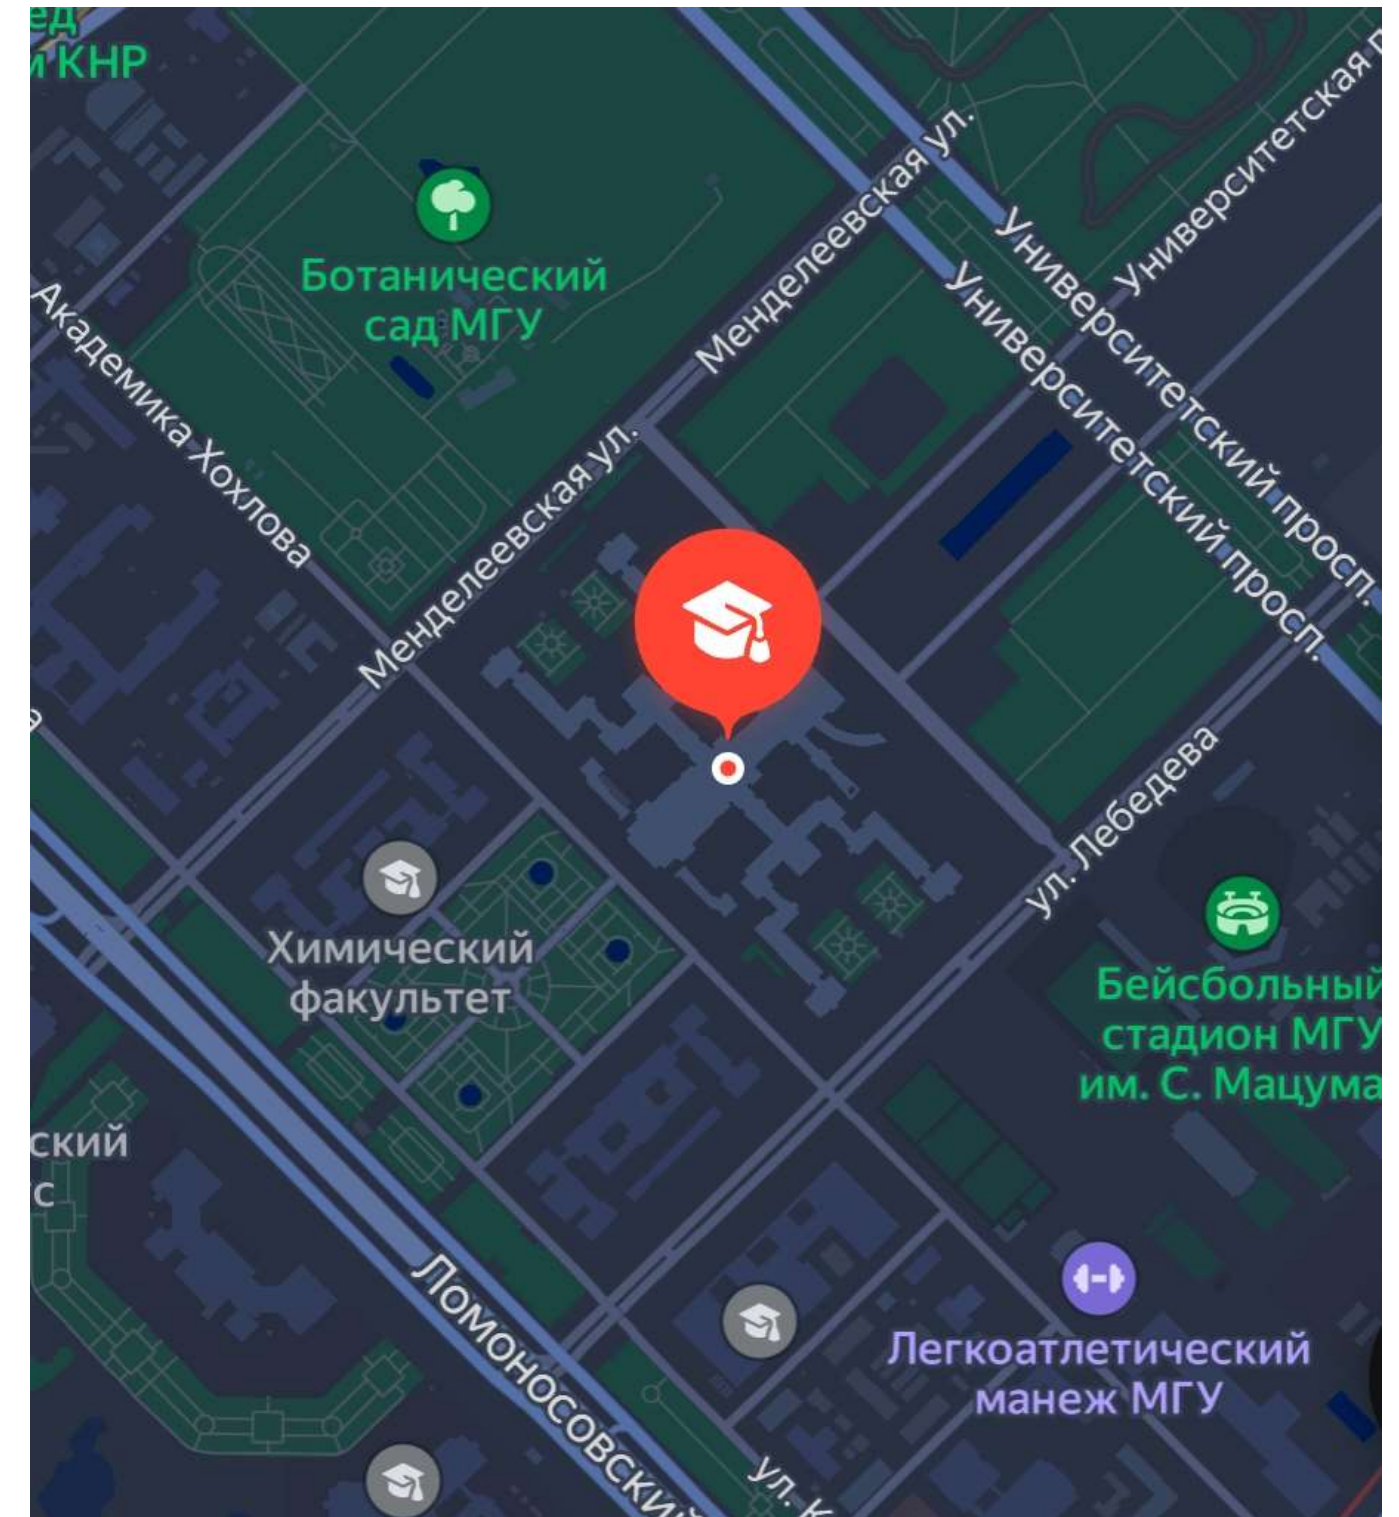 КНР
Менделеевская ул.
Университетская п
Ботанический
сад МГУ
Университетский просп.
Университетский просп.
Академика Хохлова
Менделеевская ул.
а
ул. Лебедева
Химический
факультет
Бейсбольный
стадион МГУ
им. С. Мацума
ский
с
Ломоносовский
Легкоатлетический
манеж МГУ
ул. К